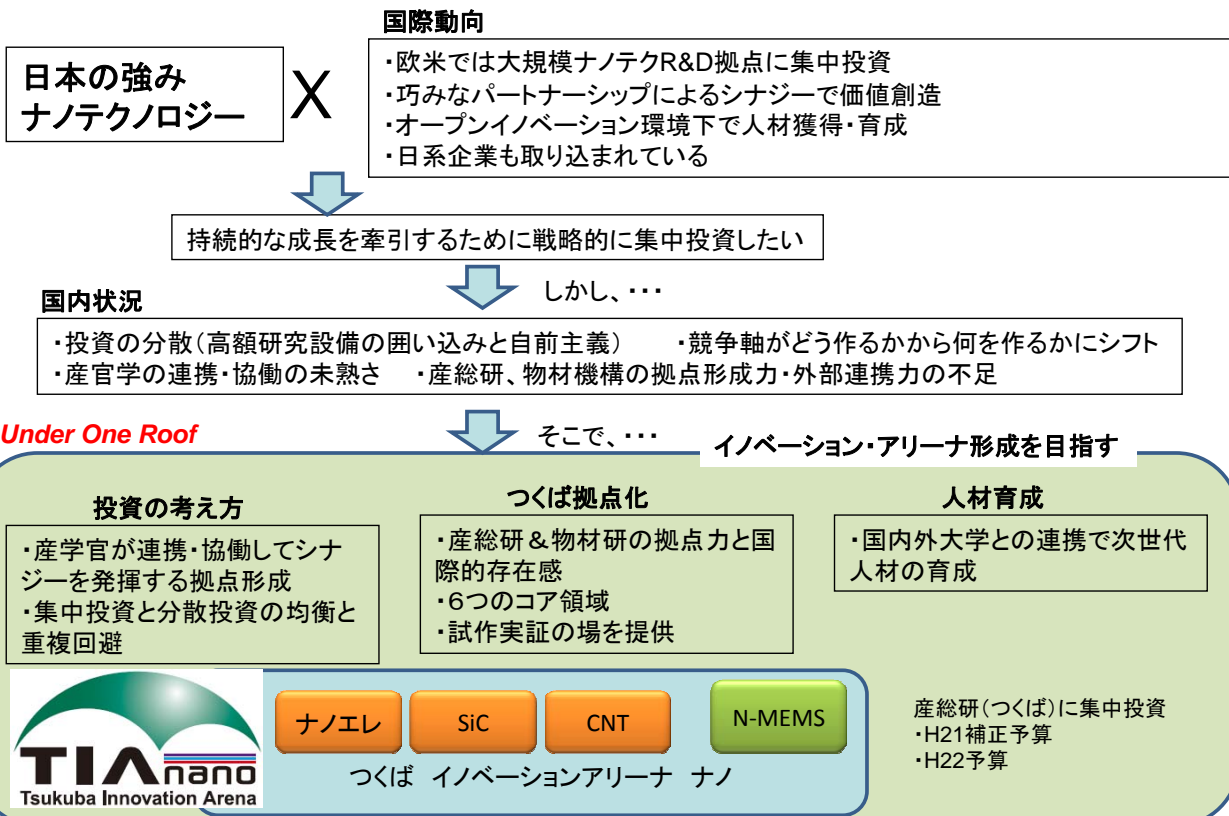 国際動向
日本の強み
ナノテクノロジー
X
・欧米では大規模ナノテクR&D拠点に集中投資
・巧みなパートナーシップによるシナジーで価値創造
・オープンイノベーション環境下で人材獲得・育成
・日系企業も取り込まれている
持続的な成長を牽引するために戦略的に集中投資したい
しかし、・・・
国内状況
・投資の分散(高額研究設備の囲い込みと自前主義) ・競争軸がどう作るかから何を作るかにシフト
・産官学の連携・協働の未熟さ ・産総研、物材機構の拠点形成力・外部連携力の不足
Under One Roof
そこで、・・・
イノベーション・アリーナ形成を目指す
投資の考え方
・産学官が連携・協働してシナ
ジーを発揮する拠点形成
・集中投資と分散投資の均衡と
重複回避
つくば拠点化
・産総研&物材研の拠点力と国
際的存在感
・6つのコア領域
・試作実証の場を提供
人材育成
・国内外大学との連携で次世代
人材の育成
TIA nano
Tsukuba Innovation Arena
ナノエレ
SiC
CNT
N-MEMS
つくば イノベーションアリーナ ナノ
産総研(つくば)に集中投資
・H21補正予算
・H22予算